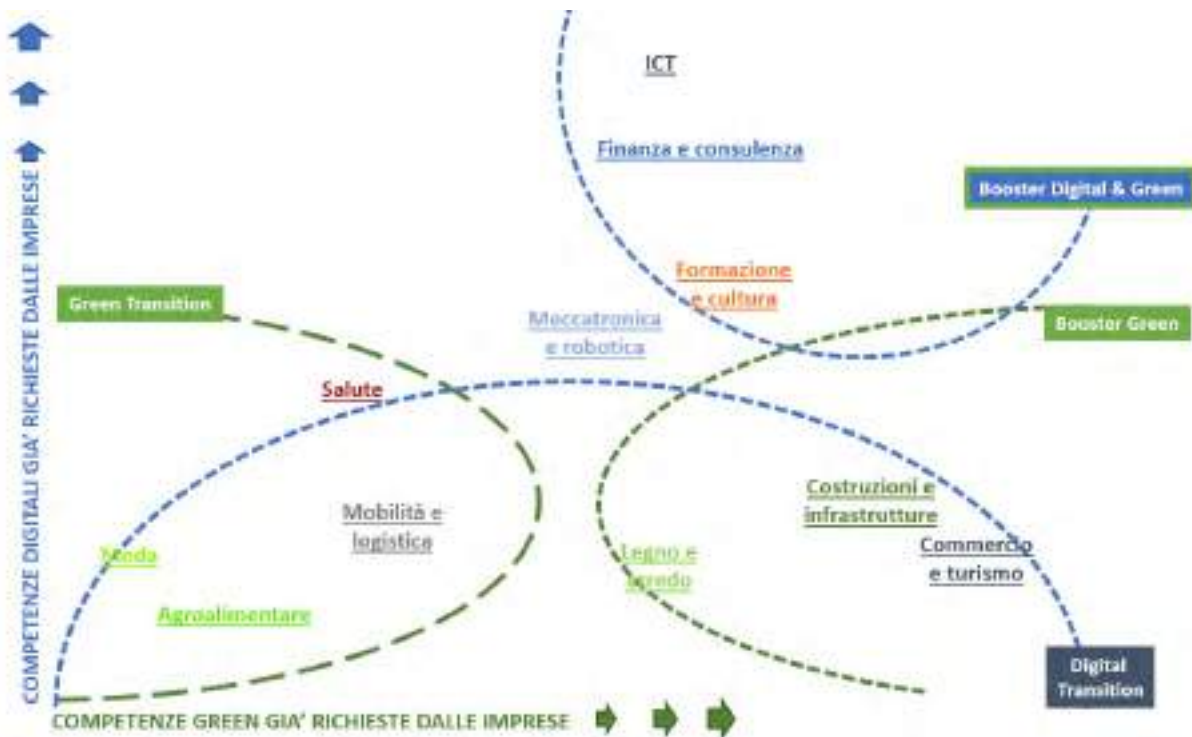 ICT
Finanza e consulenza
Booster Digital & Green
Formazione
e cultura
Green Transition
Meccatronica
e robotica
Booster Green
Salute
Costruzioni e
infrastrutture
Mobilità e
logistica
Commercio
e turismo
Moda
Legno e
arredo
Agroalimentare
Digital
Transition
COMPETENZE DIGITALI GIA' RICHIESTE DALLE IMPRESE
COMPETENZE GREEN GIA' RICHIESTE DALLE IMPRESE